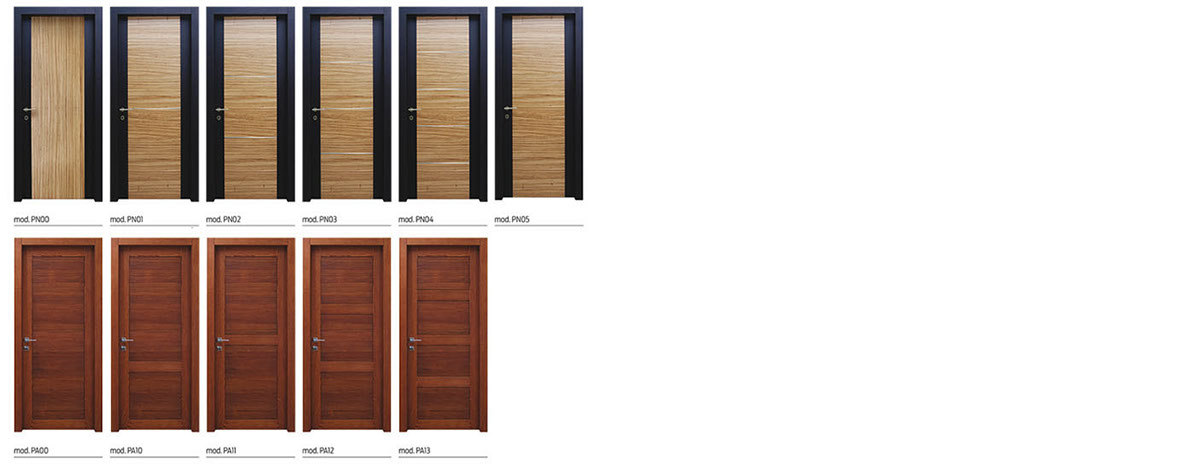 mod. PN00
mod. PN01
mod. PN02
mod. PN03
mod. PN04
mod. PN05
mod. PA00
mod. PA10
mod. PA11
mod. PA12
mod. PA13